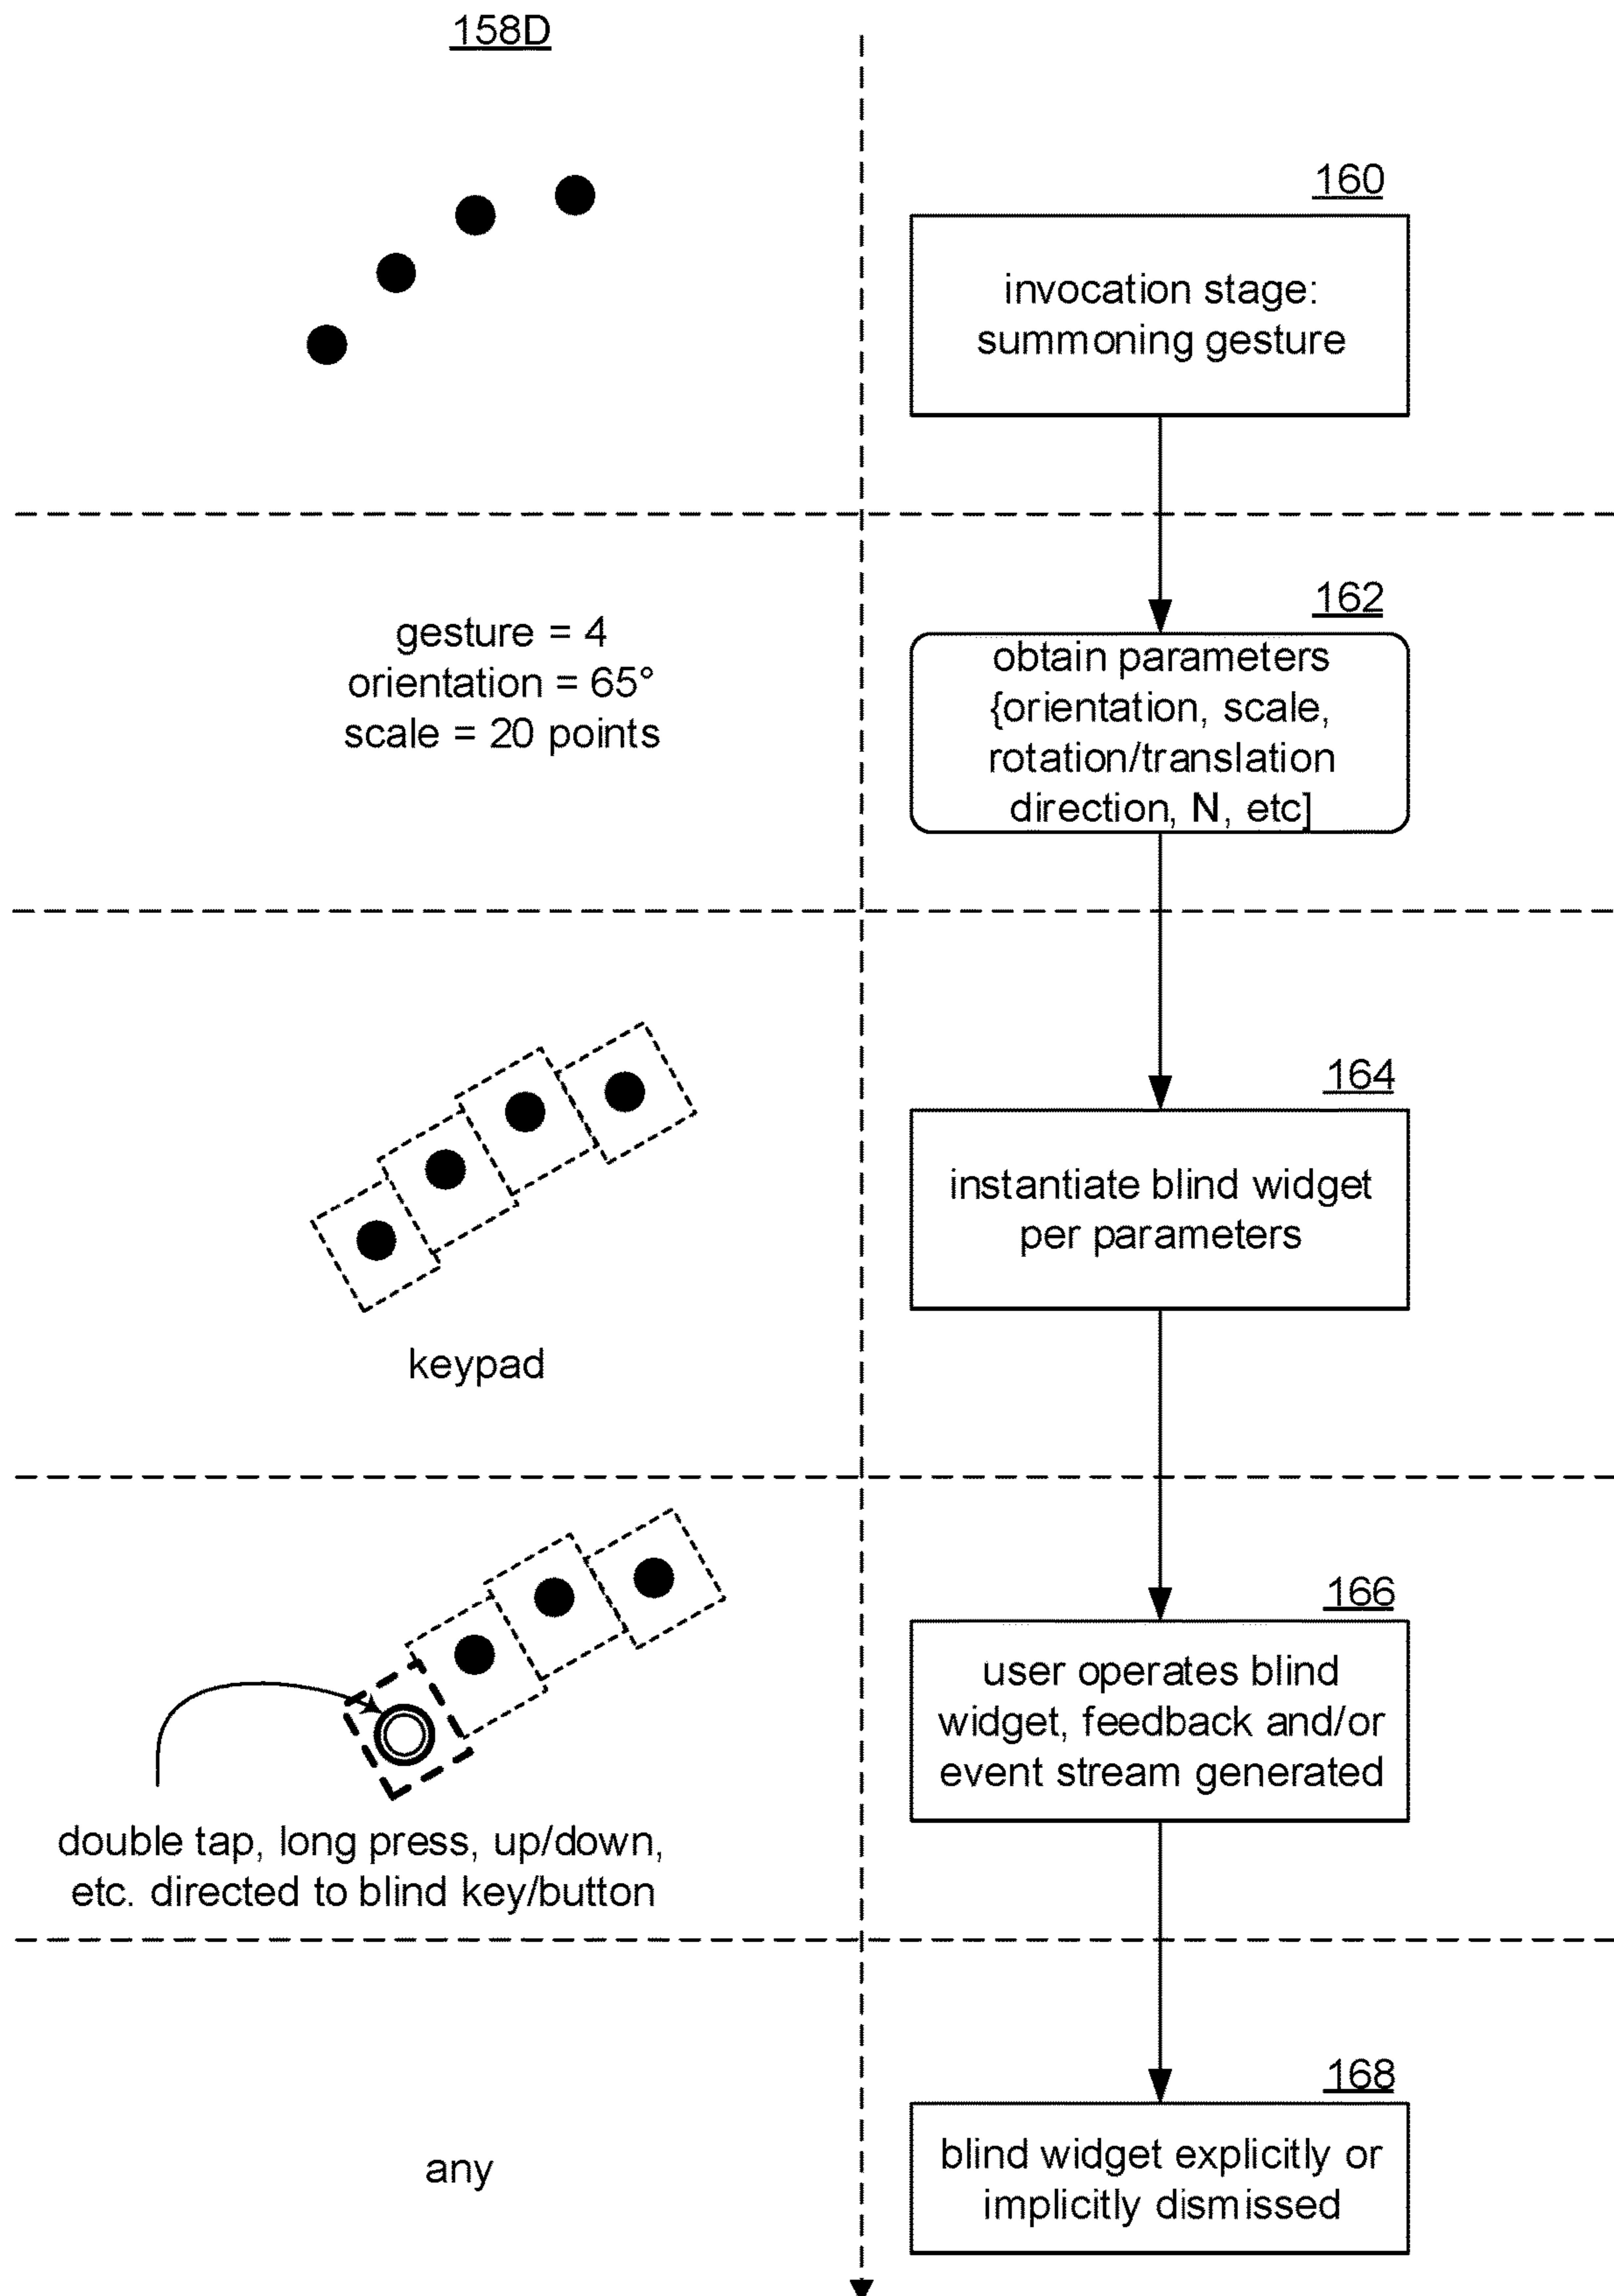 158D
160
invocation stage:
summoning gesture
gesture = 4
orientation = 65°
scale = 20 points
162
obtain parameters
{orientation, scale,
rotation/translation
direction, N, etc]
keypad
164
instantiate blind widget
per parameters
double tap, long press, up/down,
etc. directed to blind key/button
166
user operates blind
widget, feedback and/or
event stream generated
any
168
blind widget explicitly or
implicitly dismissed